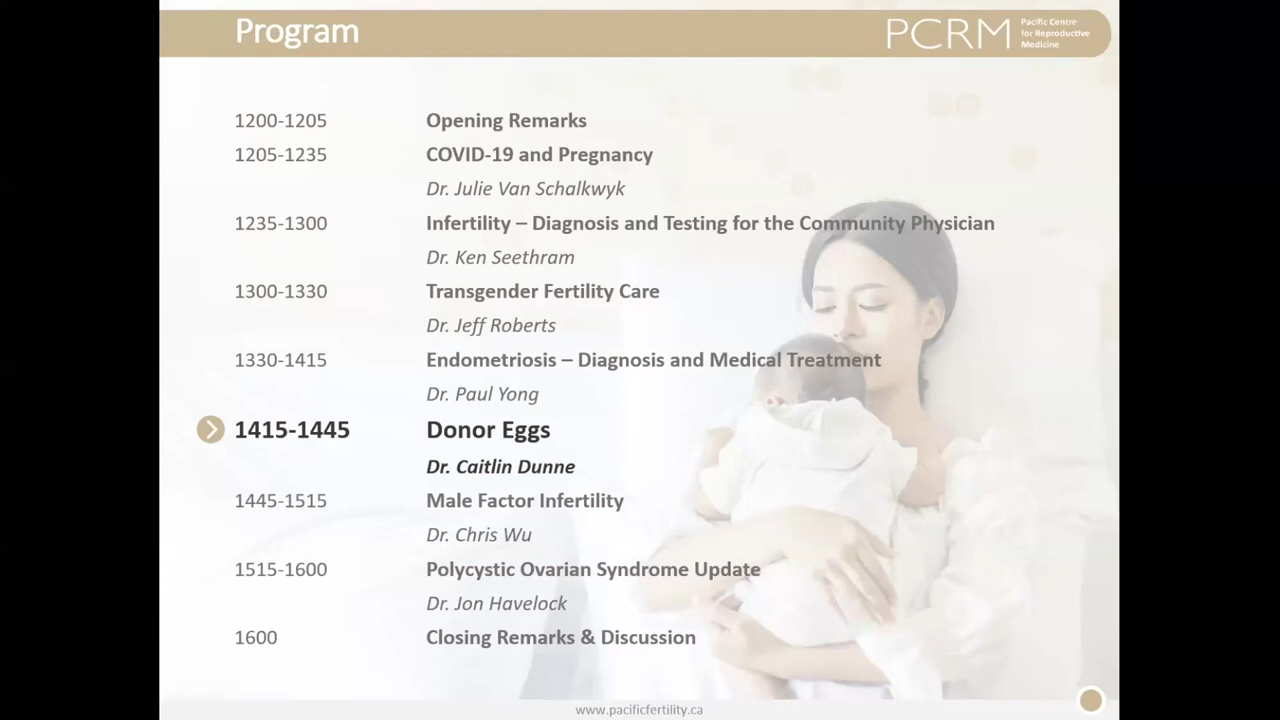 Program
PCRM
Pacific Centre
for Reproductive
Medicine
1200-1205 Opening Remarks
1205-1235 COVID-19 and Pregnancy
Dr. Julie Van Schalkwyk
1235-1300 Infertility – Diagnosis and Testing for the Community Physician
Dr. Ken Seethram
1300-1330 Transgender Fertility Care
Dr. Jeff Roberts
1330-1415 Endometriosis – Diagnosis and Medical Treatment
Dr. Paul Yong
1415-1445 Donor Eggs
Dr. Caitlin Dunne
1445-1515 Male Factor Infertility
Dr. Chris Wu
1515-1600 Polycystic Ovarian Syndrome Update
Dr. Jon Havelock
1600 Closing Remarks & Discussion
www.pacificfertility.ca